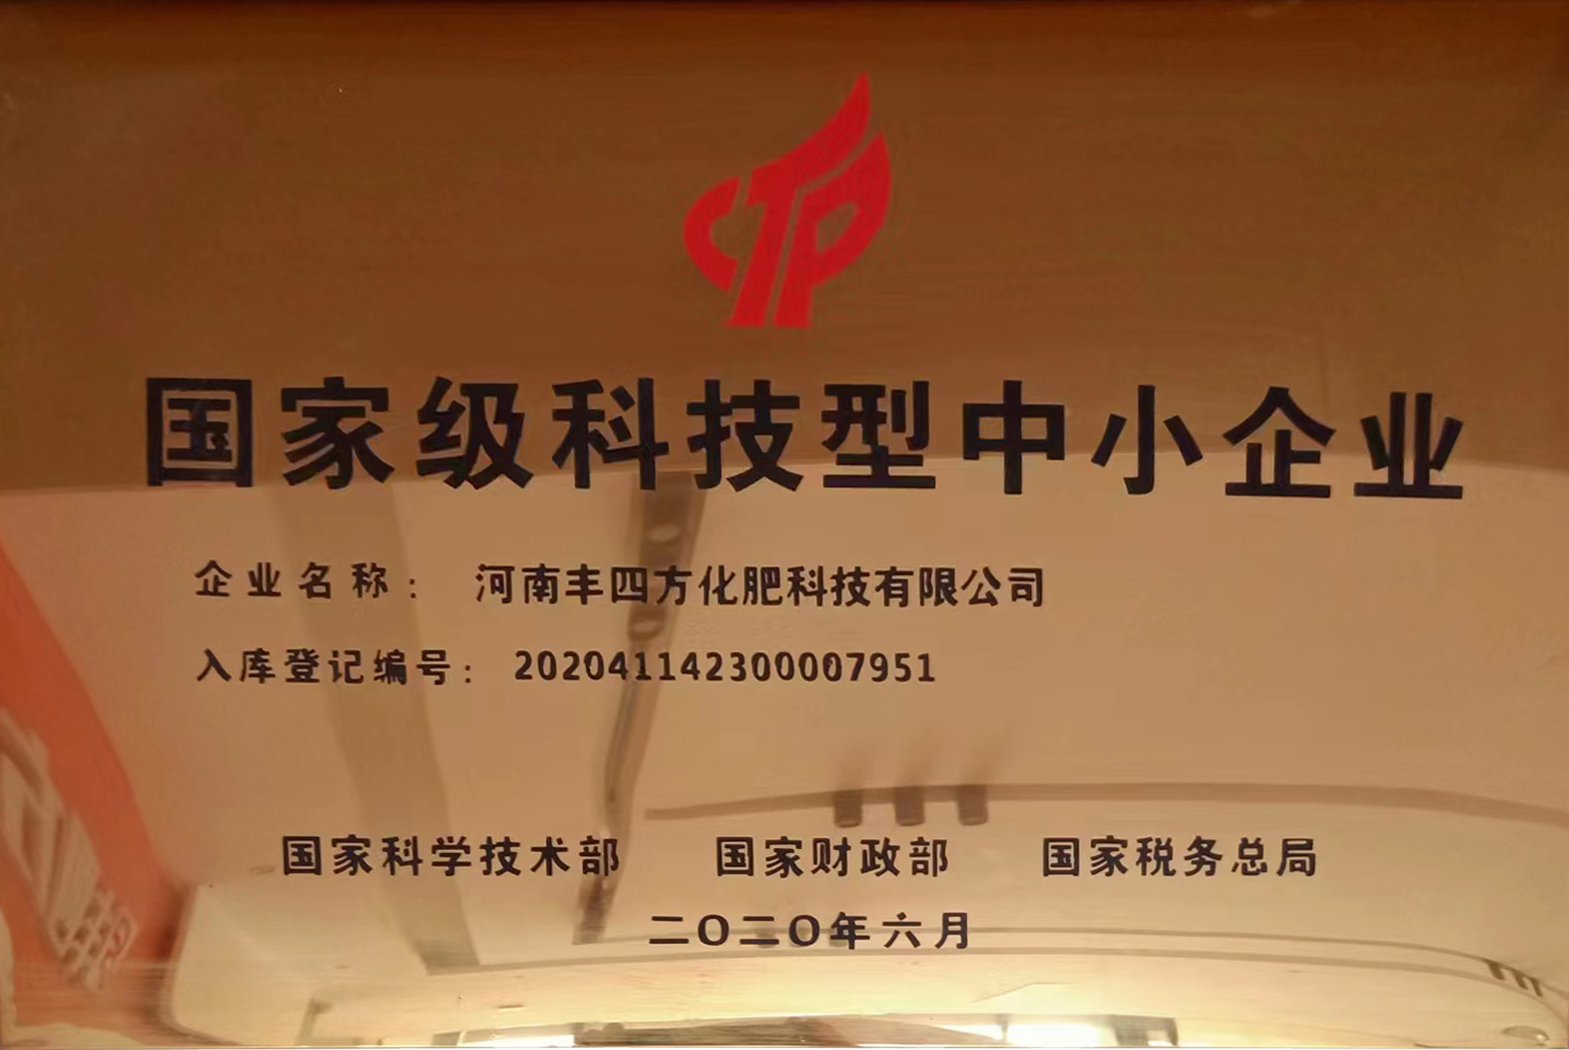 国家级科技型中小企业
企业名称： 河南丰四方化肥科技有限公司
入库登记编号： 202041142300007951
国家科学技术部 国家财政部 国家税务总局
二〇二〇年六月